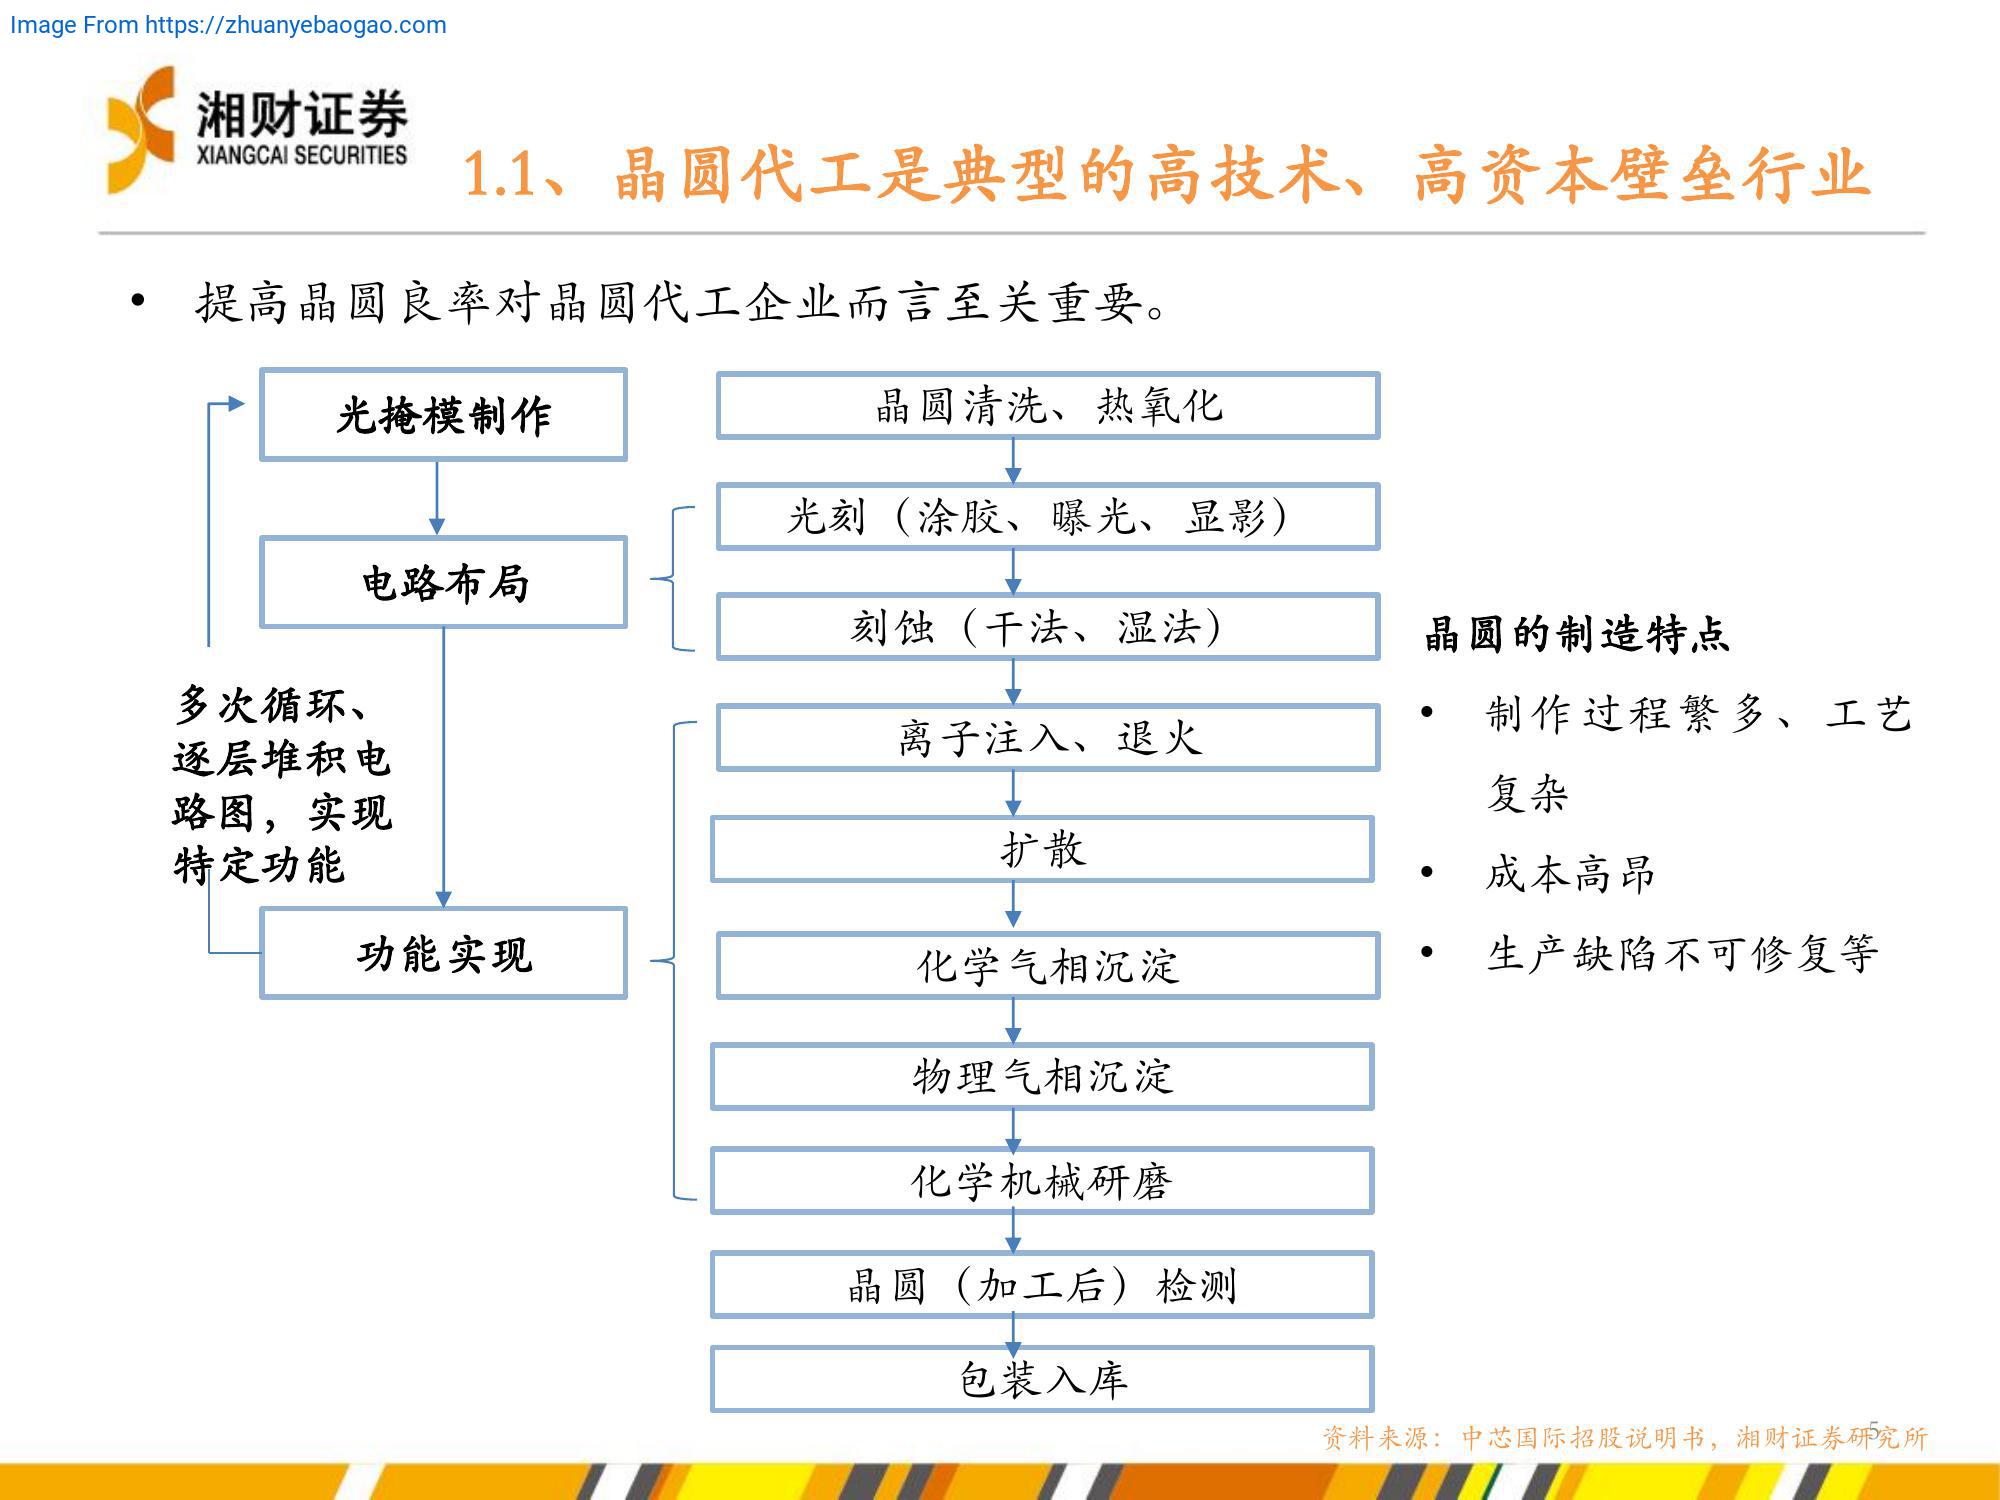 Image From https://zhuanyebaogao.com
湘财证券
XIANGCAI SECURITIES
1.1、晶圆代工是典型的高技术、高资本壁垒行业
• 提高晶圆良率对晶圆代工企业而言至关重要。
光掩模制作
电路布局
多次循环、
逐层堆积电
路图，实现
特定功能
功能实现
晶圆清洗、热氧化
光刻（涂胶、曝光、显影）
刻蚀（干法、湿法）
离子注入、退火
扩散
化学气相沉淀
物理气相沉淀
化学机械研磨
晶圆（加工后）检测
包装入库
晶圆的制造特点
• 制作过程繁多、工艺
复杂
• 成本高昂
• 生产缺陷不可修复等
资料来源：中芯国际招股说明书，湘财证券研究所
5